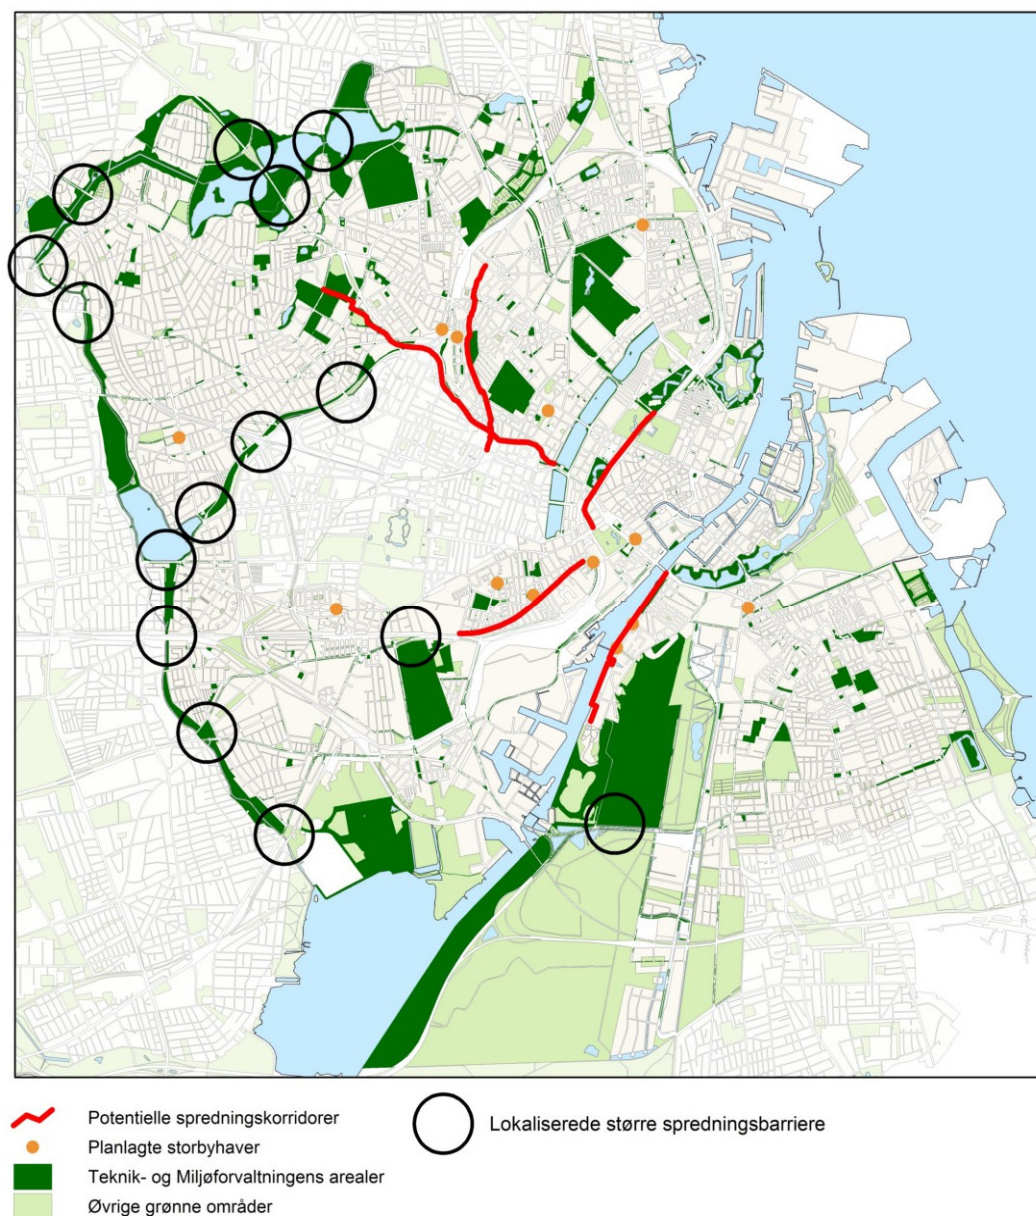 Potentielle spredningskorridorer
Planlagte storbyhaver
Teknik- og Miljøforvaltningens arealer
Øvrige grønne områder
Lokaliserede større spredningsbarriere